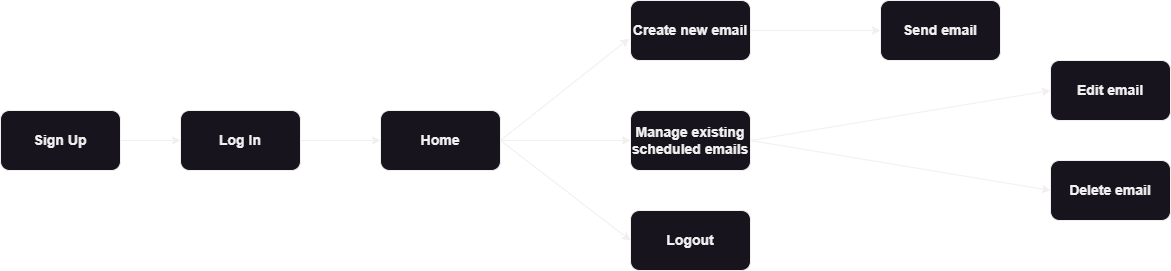 Sign Up
Log In
Home
Create new email
Send email
Manage existing
scheduled emails
Edit email
Delete email
Logout